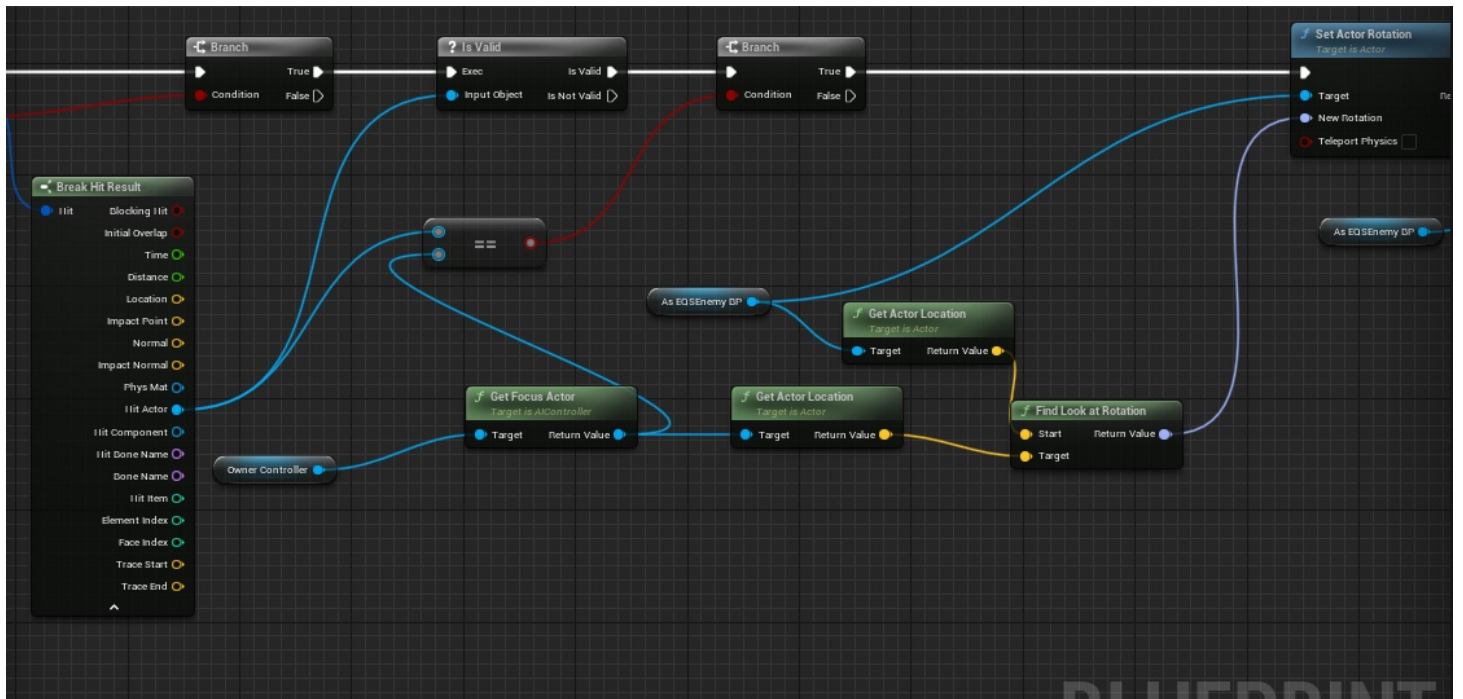 Branch
True
Condition
False
? Is Valid
Exec
Is Valid
Input Object
Is Not Valid
Branch
True
Condition
False
f Set Actor Rotation
Target is Actor
Target
Re
New Rotation
Teleport Physics
Break Hit Result
Hit
Blocking Hit
Initial Overlap
Time
Distance
Location
Impact Point
Normal
Impact Normal
Phys Mat
Hit Actor
Hit Component
Hit Bone Name
Bone Name
Hit Item
Element Index
Face Index
Trace Start
Trace End
==
As EQSEnemy BP
As EQSEnemy BP
f Get Actor Location
Target is Actor
Target
Return Value
f Get Focus Actor
Target is AIController
Target
Return Value
f Get Actor Location
Target is Actor
Target
Return Value
f Find Look at Rotation
Start
Return Value
Target
Owner Controller
BLUEPRINT